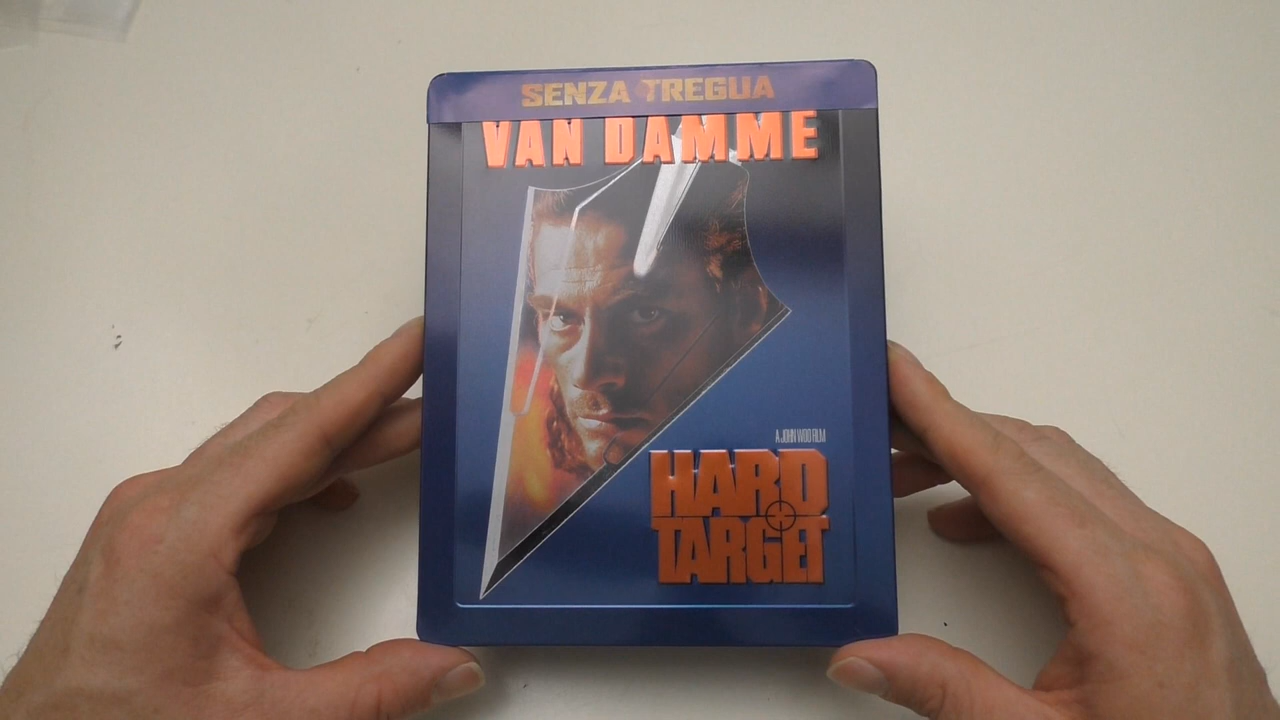 SENZA TREGUA
VAN DAMME
A JOHN WOO FILM
HARD
TARGET